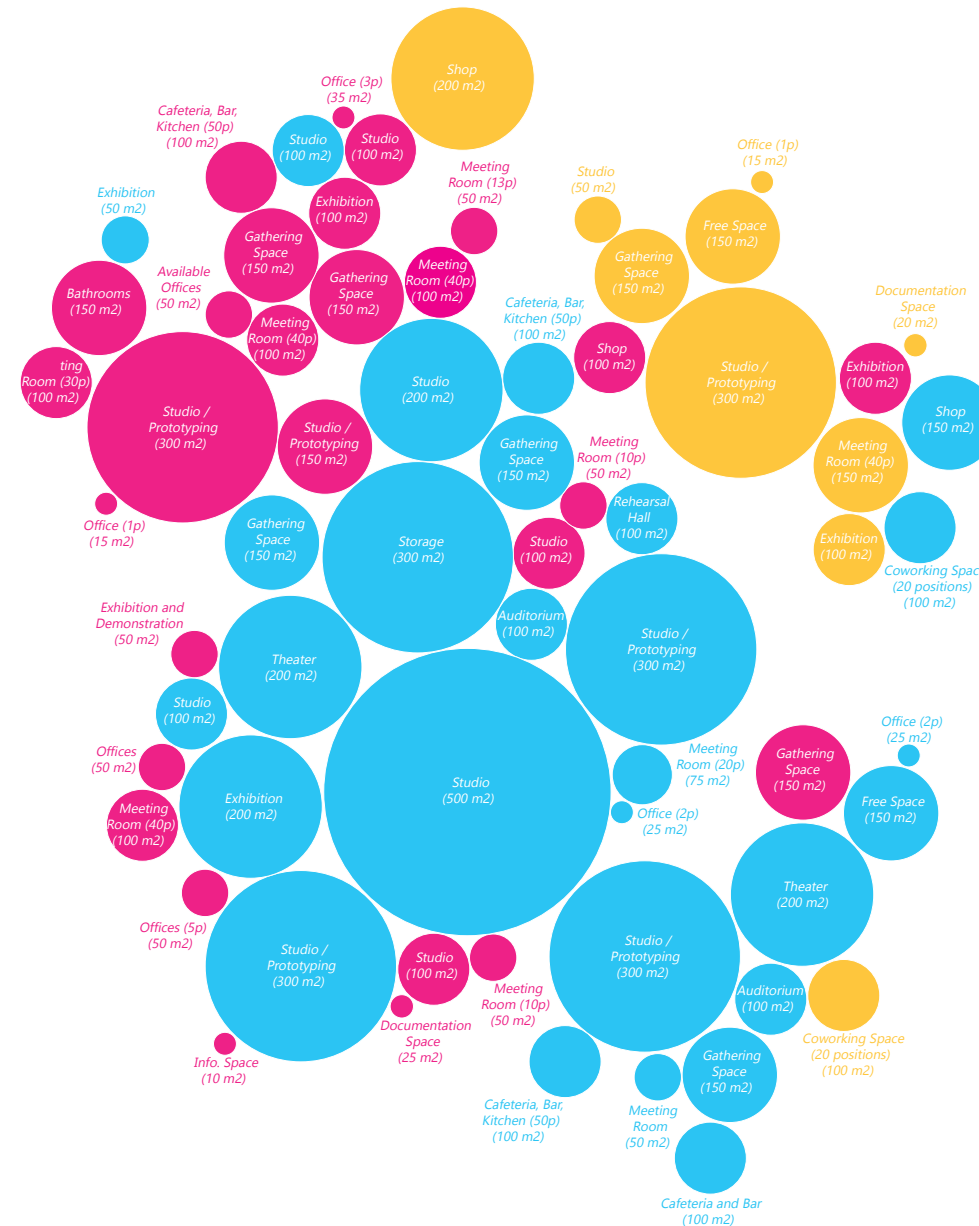 Shop
(200 m2)
Office (3p)
(35 m2)
Cafeteria, Bar,
Kitchen (50p)
(100 m2)
Studio
(100 m2)
Studio
(100 m2)
Meeting
Room (13p)
(50 m2)
Exhibition
(50 m2)
Exhibition
(100 m2)
Gathering
Space
(150 m2)
Gathering
Space
(150 m2)
Meeting
Room (40p)
(100 m2)
Available
Offices
(50 m2)
Bathrooms
(150 m2)
Meeting
Room (40p)
(100 m2)
ting
Room (30p)
(100 m2)
Studio /
Prototyping
(300 m2)
Studio /
Prototyping
(150 m2)
Office (1p)
(15 m2)
Studio
(200 m2)
Cafeteria, Bar,
Kitchen (50p)
(100 m2)
Shop
(100 m2)
Studio
(50 m2)
Office (1p)
(15 m2)
Free Space
(150 m2)
Gathering
Space
(150 m2)
Documentation
Space
(20 m2)
Studio /
Prototyping
(300 m2)
Exhibition
(100 m2)
Shop
(150 m2)
Meeting
Room (40p)
(150 m2)
Exhibition
(100 m2)
Coworking Spac
(20 positions)
(100 m2)
Gathering
Space
(150 m2)
Meeting
Room (10p)
(50 m2)
Rehearsal
Hall
(100 m2)
Gathering
Space
(150 m2)
Storage
(300 m2)
Studio
(100 m2)
Auditorium
(100 m2)
Studio /
Prototyping
(300 m2)
Exhibition and
Demonstration
(50 m2)
Theater
(200 m2)
Studio
(100 m2)
Offices
(50 m2)
Meeting
Room (40p)
(100 m2)
Exhibition
(200 m2)
Studio
(500 m2)
Meeting
Room (20p)
(75 m2)
Office (2p)
(25 m2)
Gathering
Space
(150 m2)
Office (2p)
(25 m2)
Free Space
(150 m2)
Theater
(200 m2)
Offices (5p)
(50 m2)
Studio /
Prototyping
(300 m2)
Studio
(100 m2)
Meeting
Room (10p)
(50 m2)
Documentation
Space
(25 m2)
Info. Space
(10 m2)
Studio /
Prototyping
(300 m2)
Auditorium
(100 m2)
Coworking Space
(20 positions)
(100 m2)
Gathering
Space
(150 m2)
Cafeteria, Bar,
Kitchen (50p)
(100 m2)
Meeting
Room
(50 m2)
Cafeteria and Bar
(100 m2)